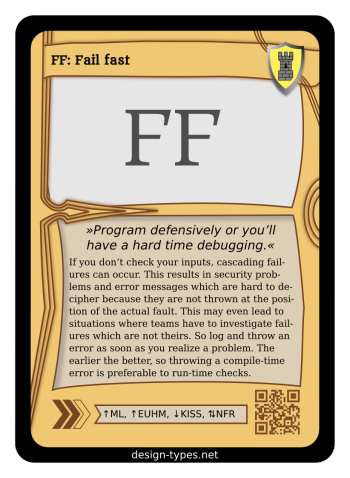 FF: Fail fast
FF
»Program defensively or you'll
have a hard time debugging.«
If you don't check your inputs, cascading fail-
ures can occur. This results in security prob-
lems and error messages which are hard to de-
cipher because they are not thrown at the posi-
tion of the actual fault. This may even lead to
situations where teams have to investigate fail-
ures which are not theirs. So log and throw an
error as soon as you realize a problem. The
earlier the better, so throwing a compile-time
error is preferable to run-time checks.
↑ML, ↑EUHM, ↓KISS, ⇅NFR
design-types.net